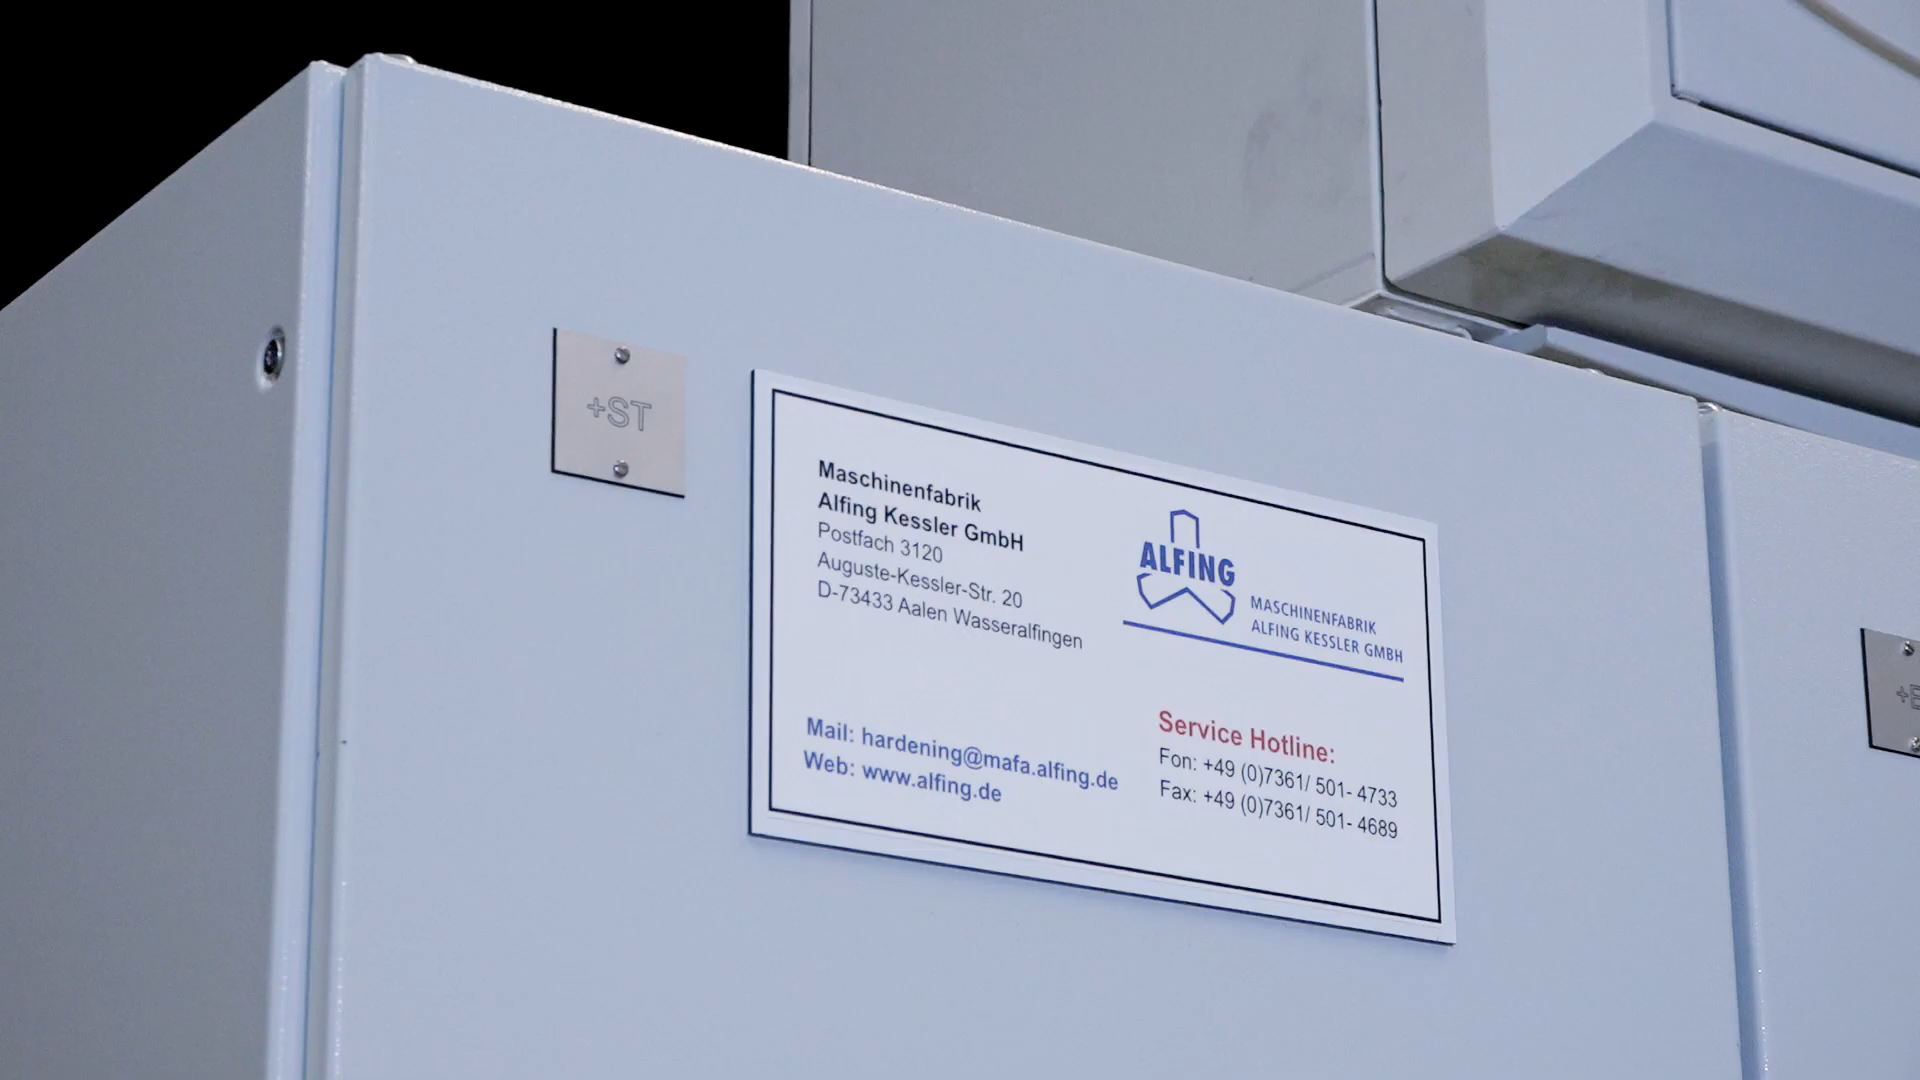 +ST
Maschinenfabrik
Alfing Kessler GmbH
Postfach 3120
Auguste-Kessler-Str. 20
D-73433 Aalen Wasseralfingen
ALFING
MASCHINENFABRIK
ALFING KESSLER GMBH
Mail: hardening@mafa.alfing.de
Web: www.alfing.de
Service Hotline:
Fon: +49 (0)7361/ 501- 4733
Fax: +49 (0)7361/ 501- 4689